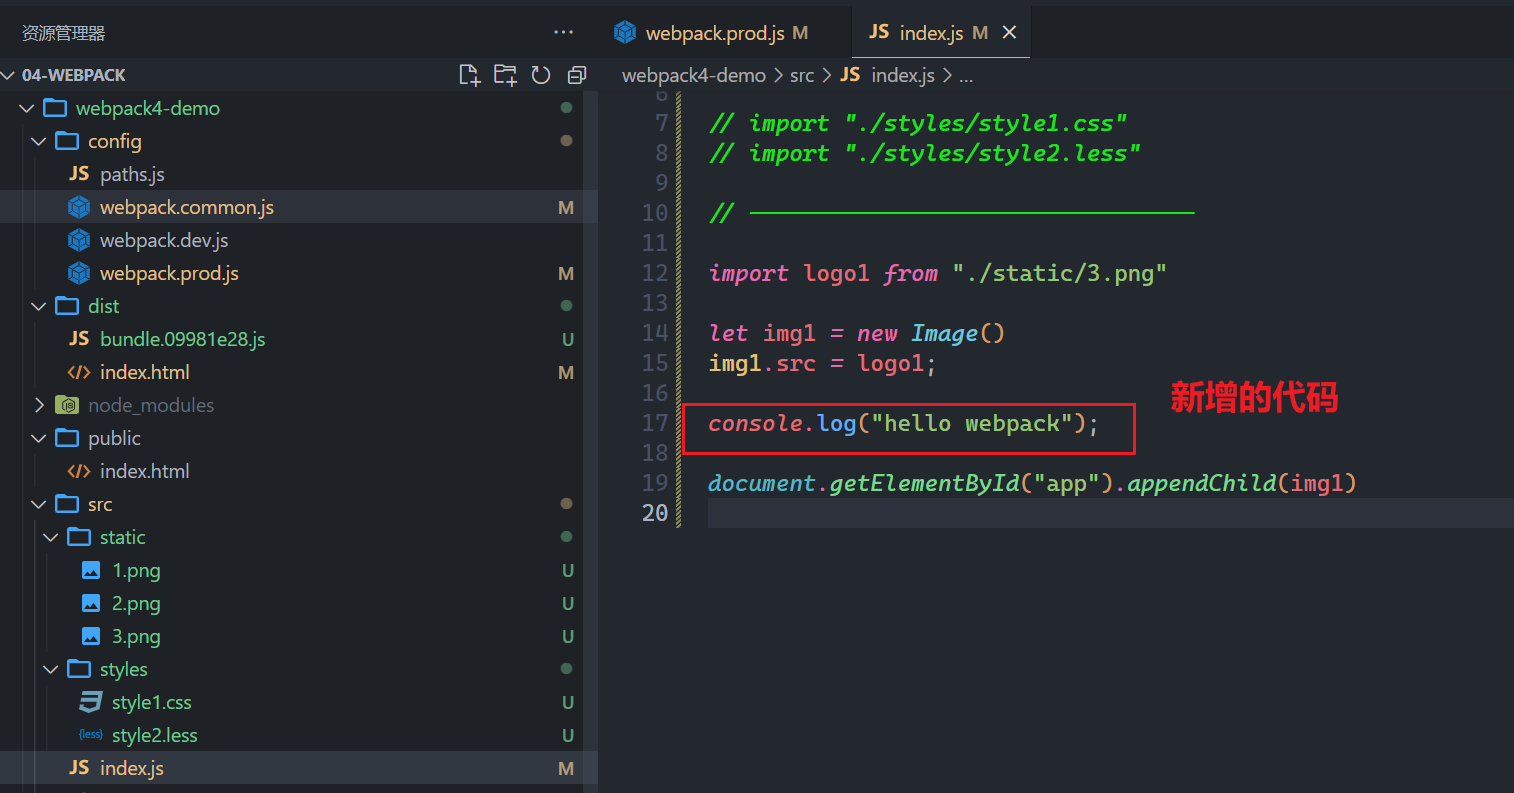 资源管理器
···
04-WEBPACK
webpack4-demo
config
JS paths.js
webpack.common.js M
webpack.dev.js
webpack.prod.js M
dist
JS bundle.09981e28.js U
</> index.html M
node_modules
public
</> index.html
src
static
1.png U
2.png U
3.png U
styles
style1.css U
{less} style2.less U
JS index.js M
webpack.prod.js M
JS index.js M
webpack4-demo > src > JS index.js > ...
6
7 // import "./styles/style1.css"
8 // import "./styles/style2.less"
9
10 // ─────────────────────────────────
11
12 import logo1 from "./static/3.png"
13
14 let img1 = new Image()
15 img1.src = logo1;
16
17 console.log("hello webpack");
新增的代码
18
19 document.getElementById("app").appendChild(img1)
20